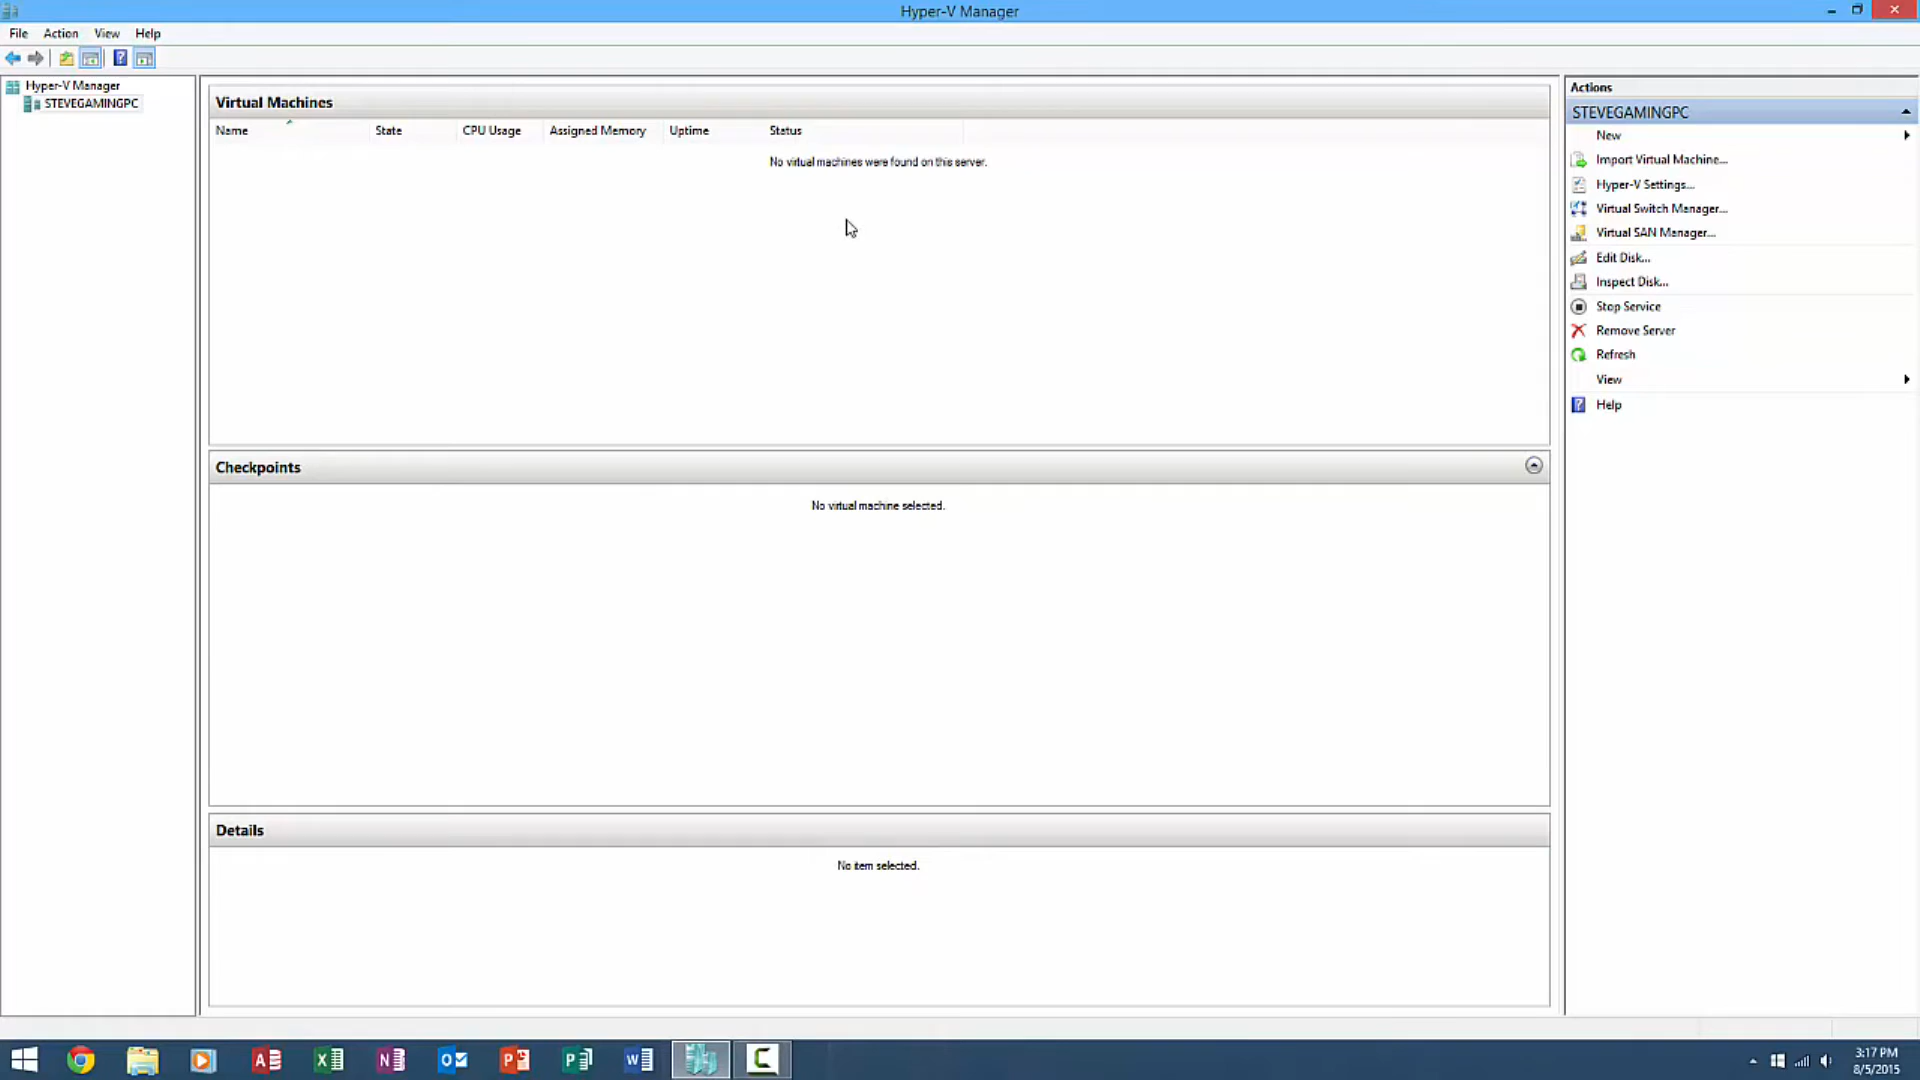 Hyper-V Manager
File Action View Help
Hyper-V Manager
STEVEGAMINGPC
Virtual Machines
Name State CPU Usage Assigned Memory Uptime Status
No virtual machines were found on this server.
Checkpoints
No virtual machine selected.
Details
No item selected.
Actions
STEVEGAMINGPC
New
Import Virtual Machine...
Hyper-V Settings...
Virtual Switch Manager...
Virtual SAN Manager...
Edit Disk...
Inspect Disk...
Stop Service
Remove Server
Refresh
View
Help
3:17 PM
8/5/2015